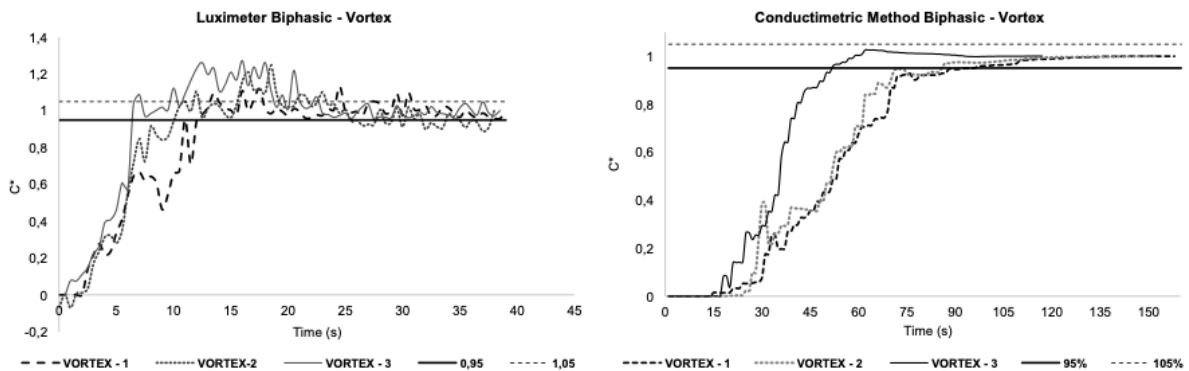 Luximeter Biphasic - Vortex
1,4
1,2
1
0,8
0,6
0,4
0,2
0
-0,2
C*
0 5 10 15 20 25 30 35 40 45
Time (s)
VORTEX - 1 VORTEX-2 VORTEX - 3 0,95 1,05
Conductimetric Method Biphasic - Vortex
1
0,8
0,6
0,4
0,2
0
C*
0 15 30 45 60 75 90 105 120 135 150
Time (s)
VORTEX - 1 VORTEX - 2 VORTEX - 3 95% 105%